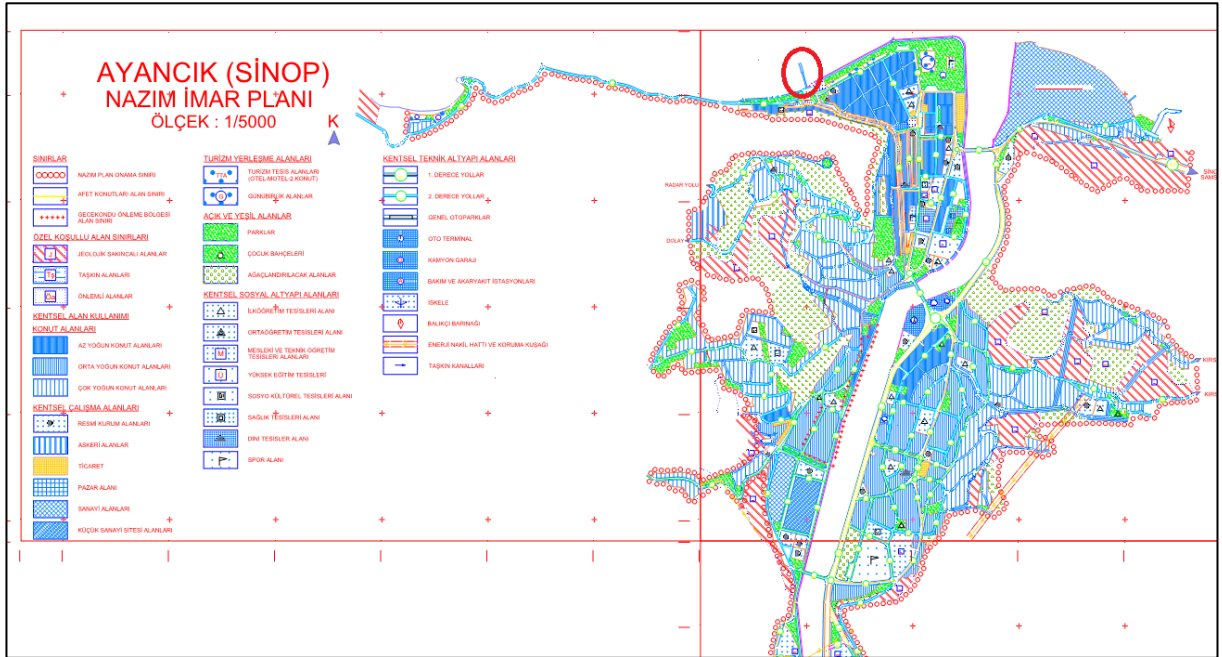 AYANCIK (SİNOP)
NAZIM İMAR PLANI
ÖLÇEK : 1/5000
K
SINIRLAR
NAZIM PLAN ONAMA SINIRI
AFET KONUTLARI ALAN SINIRI
GECEKONDU ÖNLEME BÖLGESİ
ALAN SINIRI
ÖZEL KOŞULLU ALAN SINIRLARI
J
JEOLOJİK SAKINCALI ALANLAR
Tş
TAŞKIN ALANLARI
Öa
ÖNLEMLİ ALANLAR
KENTSEL ALAN KULLANIMI
KONUT ALANLARI
AZ YOĞUN KONUT ALANLARI
ORTA YOĞUN KONUT ALANLARI
ÇOK YOĞUN KONUT ALANLARI
KENTSEL ÇALIŞMA ALANLARI
RESMİ KURUM ALANLARI
ASKERİ ALANLAR
TİCARET
PAZAR ALANI
SANAYİ ALANLARI
KÜÇÜK SANAYİ SİTESİ ALANLARI
TURİZM YERLEŞME ALANLARI
TTA
TURİZM TESİS ALANLARI
(OTEL-MOTEL-2.KONUT)
G
GÜNÜBİRLİK ALANLAR
AÇIK VE YEŞİL ALANLAR
PARKLAR
ÇOCUK BAHÇELERİ
AĞAÇLANDIRILACAK ALANLAR
KENTSEL SOSYAL ALTYAPI ALANLARI
İLKÖĞRETİM TESİSLERİ ALANI
ORTAÖĞRETİM TESİSLERİ ALANI
M
MESLEKİ VE TEKNİK ÖĞRETİM
TESİSLERİ ALANLARI
Ü
YÜKSEK EĞİTİM TESİSLERİ
SOSYO KÜLTÜREL TESİSLERİ ALANI
SAĞLIK TESİSLERİ ALANI
DİNİ TESİSLER ALANI
SPOR ALANI
KENTSEL TEKNİK ALTYAPI ALANLARI
1. DERECE YOLLAR
2. DERECE YOLLAR
GENEL OTOPARKLAR
OTO TERMİNAL
KAMYON GARAJI
BAKIM VE AKARYAKIT İSTASYONLARI
İSKELE
BALIKÇI BARINAĞI
ENERJİ NAKİL HATTI VE KORUMA KUŞAĞI
TAŞKIN KANALLARI
RADAR YOLU
DOLAY
SİNO
SAMS
KIRS
KIRS